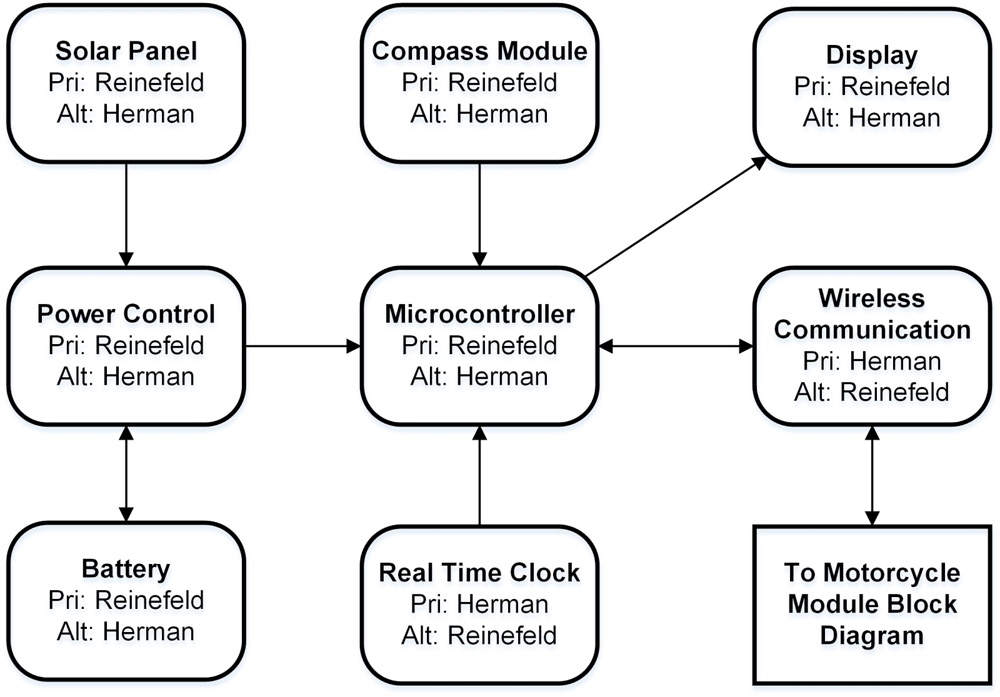 Solar Panel
Pri: Reinefeld
Alt: Herman
Compass Module
Pri: Reinefeld
Alt: Herman
Display
Pri: Reinefeld
Alt: Herman
Power Control
Pri: Reinefeld
Alt: Herman
Microcontroller
Pri: Reinefeld
Alt: Herman
Wireless
Communication
Pri: Herman
Alt: Reinefeld
Battery
Pri: Reinefeld
Alt: Herman
Real Time Clock
Pri: Herman
Alt: Reinefeld
To Motorcycle
Module Block
Diagram